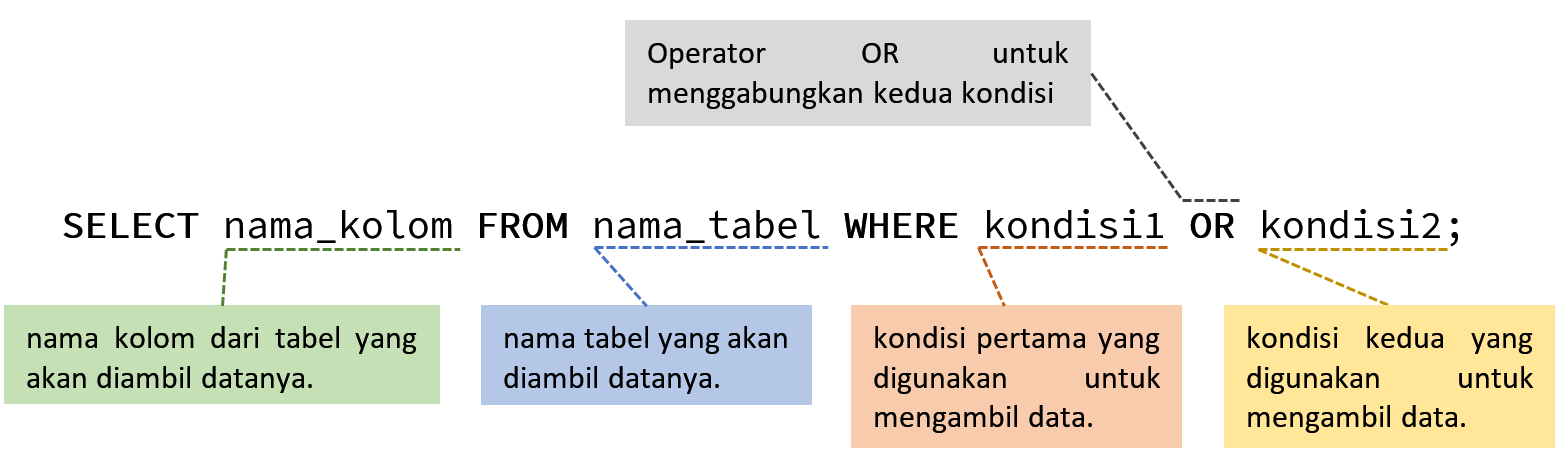 Operator OR untuk
menggabungkan kedua kondisi
SELECT nama_kolom FROM nama_tabel WHERE kondisi1 OR kondisi2;
nama kolom dari tabel yang
akan diambil datanya.
nama tabel yang akan
diambil datanya.
kondisi pertama yang
digunakan untuk
mengambil data.
kondisi kedua yang
digunakan untuk
mengambil data.